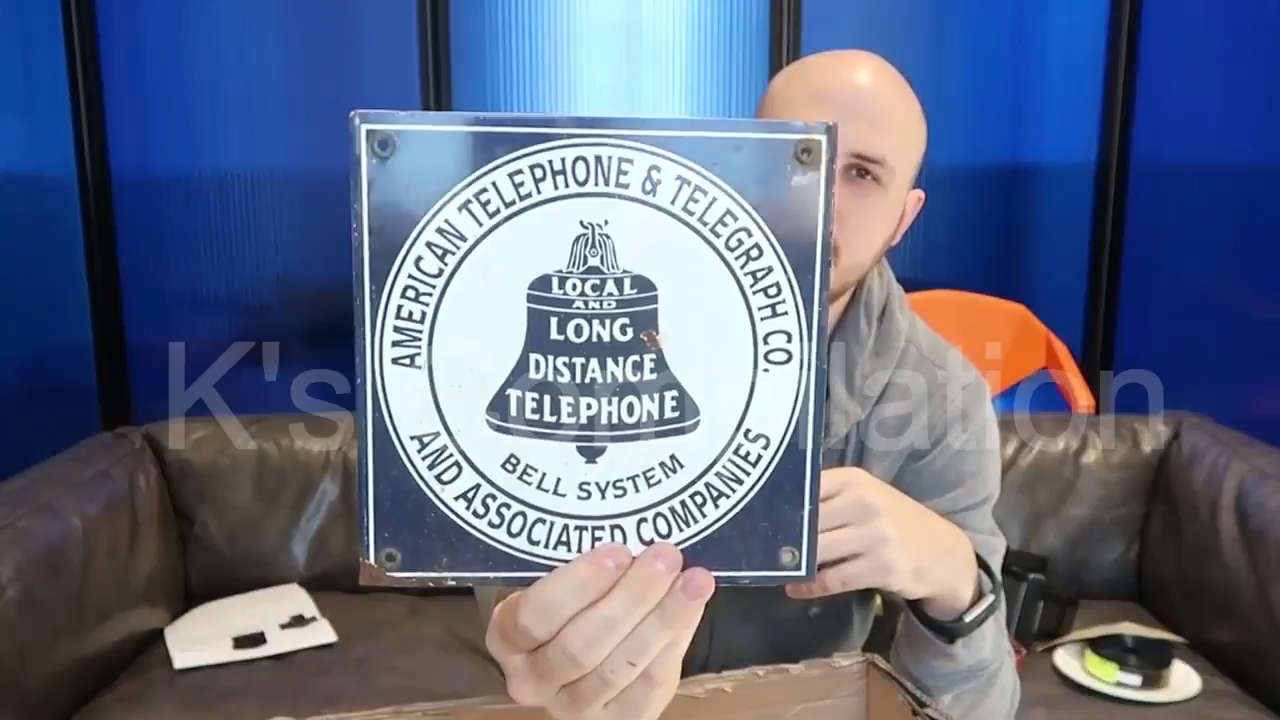 AMERICAN TELEPHONE & TELEGRAPH CO.
LOCAL
AND
LONG
DISTANCE
TELEPHONE
BELL SYSTEM
AND ASSOCIATED COMPANIES
K's